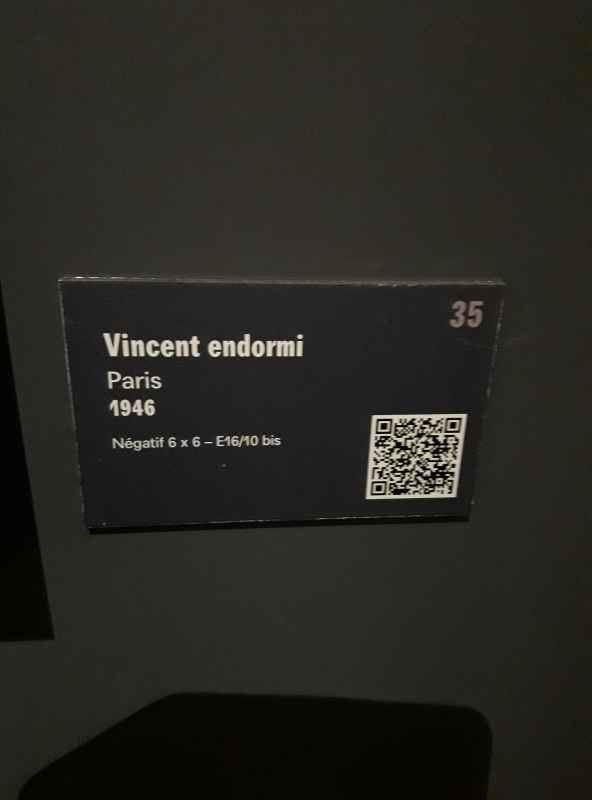 35
Vincent endormi
Paris
1946
Négatif 6 x 6 – E16/10 bis